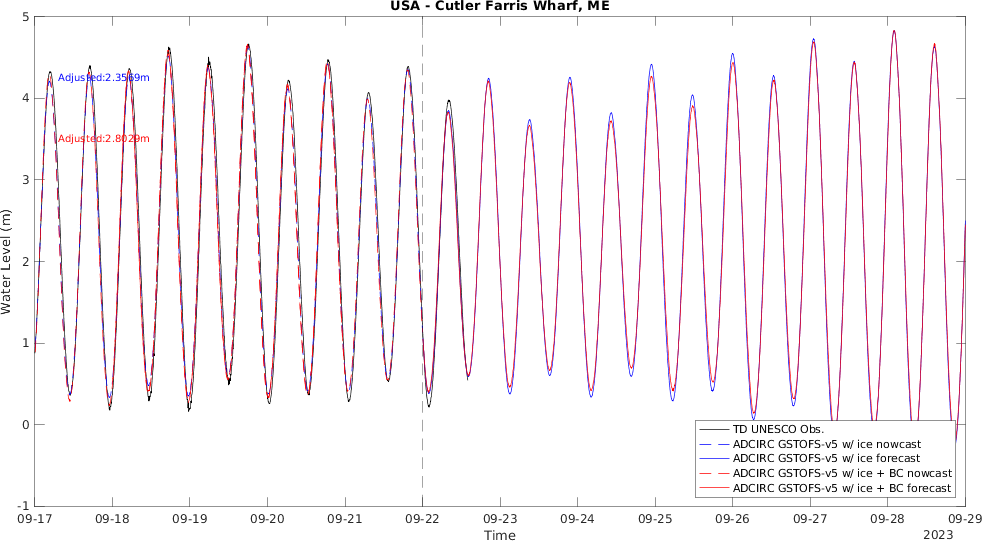 USA - Cutler Farris Wharf, ME
5
4
3
2
1
0
-1
Water Level (m)
Adjusted:2.3569m
Adjusted:2.8029m
TD UNESCO Obs.
ADCIRC GSTOFS-v5 w/ ice nowcast
ADCIRC GSTOFS-v5 w/ ice forecast
ADCIRC GSTOFS-v5 w/ ice + BC nowcast
ADCIRC GSTOFS-v5 w/ ice + BC forecast
09-17 09-18 09-19 09-20 09-21 09-22 09-23 09-24 09-25 09-26 09-27 09-28 09-29
Time
2023